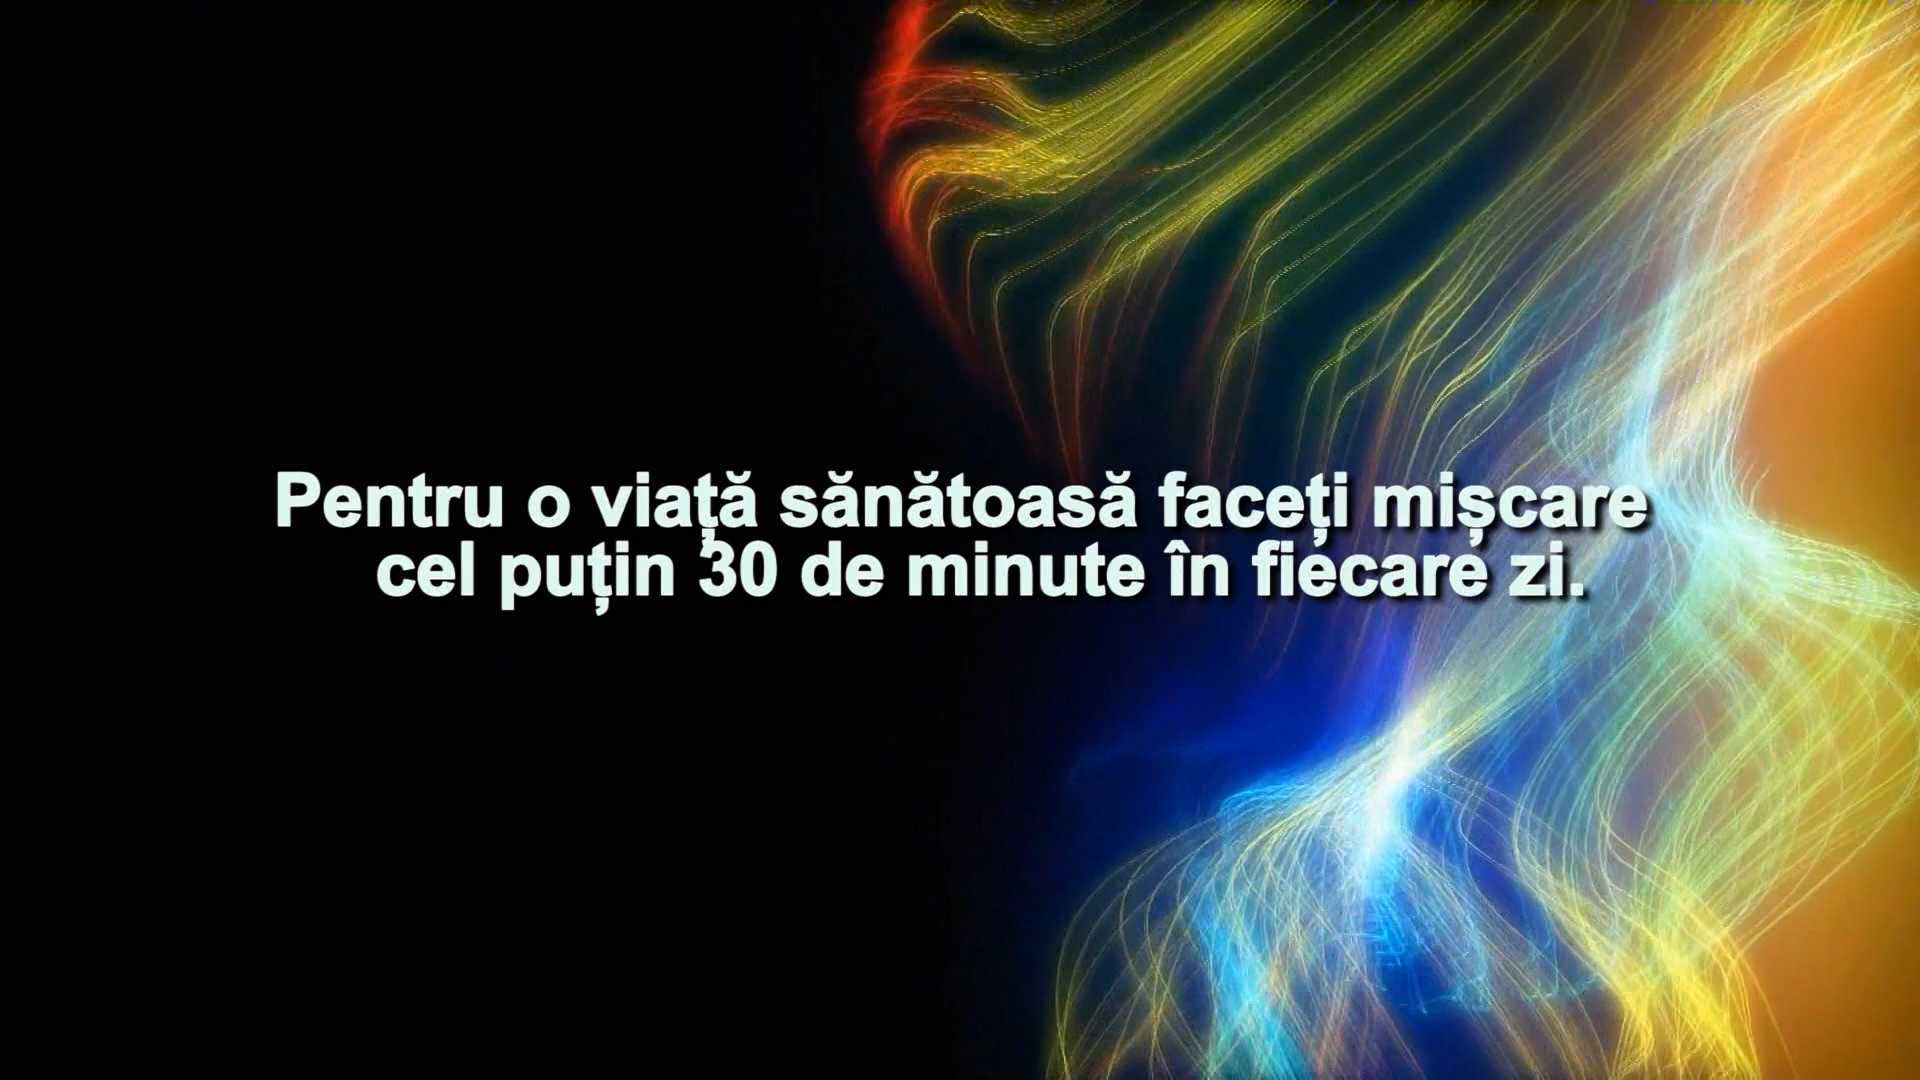 Pentru o viață sănătoasă faceți mișcare
cel puțin 30 de minute în fiecare zi.